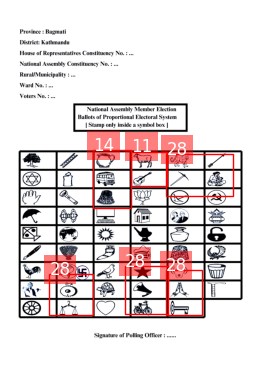 Province : Bagmati
District: Kathmandu
House of Representatives Constituency No. : ...
National Assembly Constituency No. : ...
Rural/Municipality : ...
Ward No. : ...
Voters No. : ...
National Assembly Member Election
Ballots of Proportional Electoral System
[ Stamp only inside a symbol box ]
14 11 28
28 28 28
Signature of Polling Officer : ......